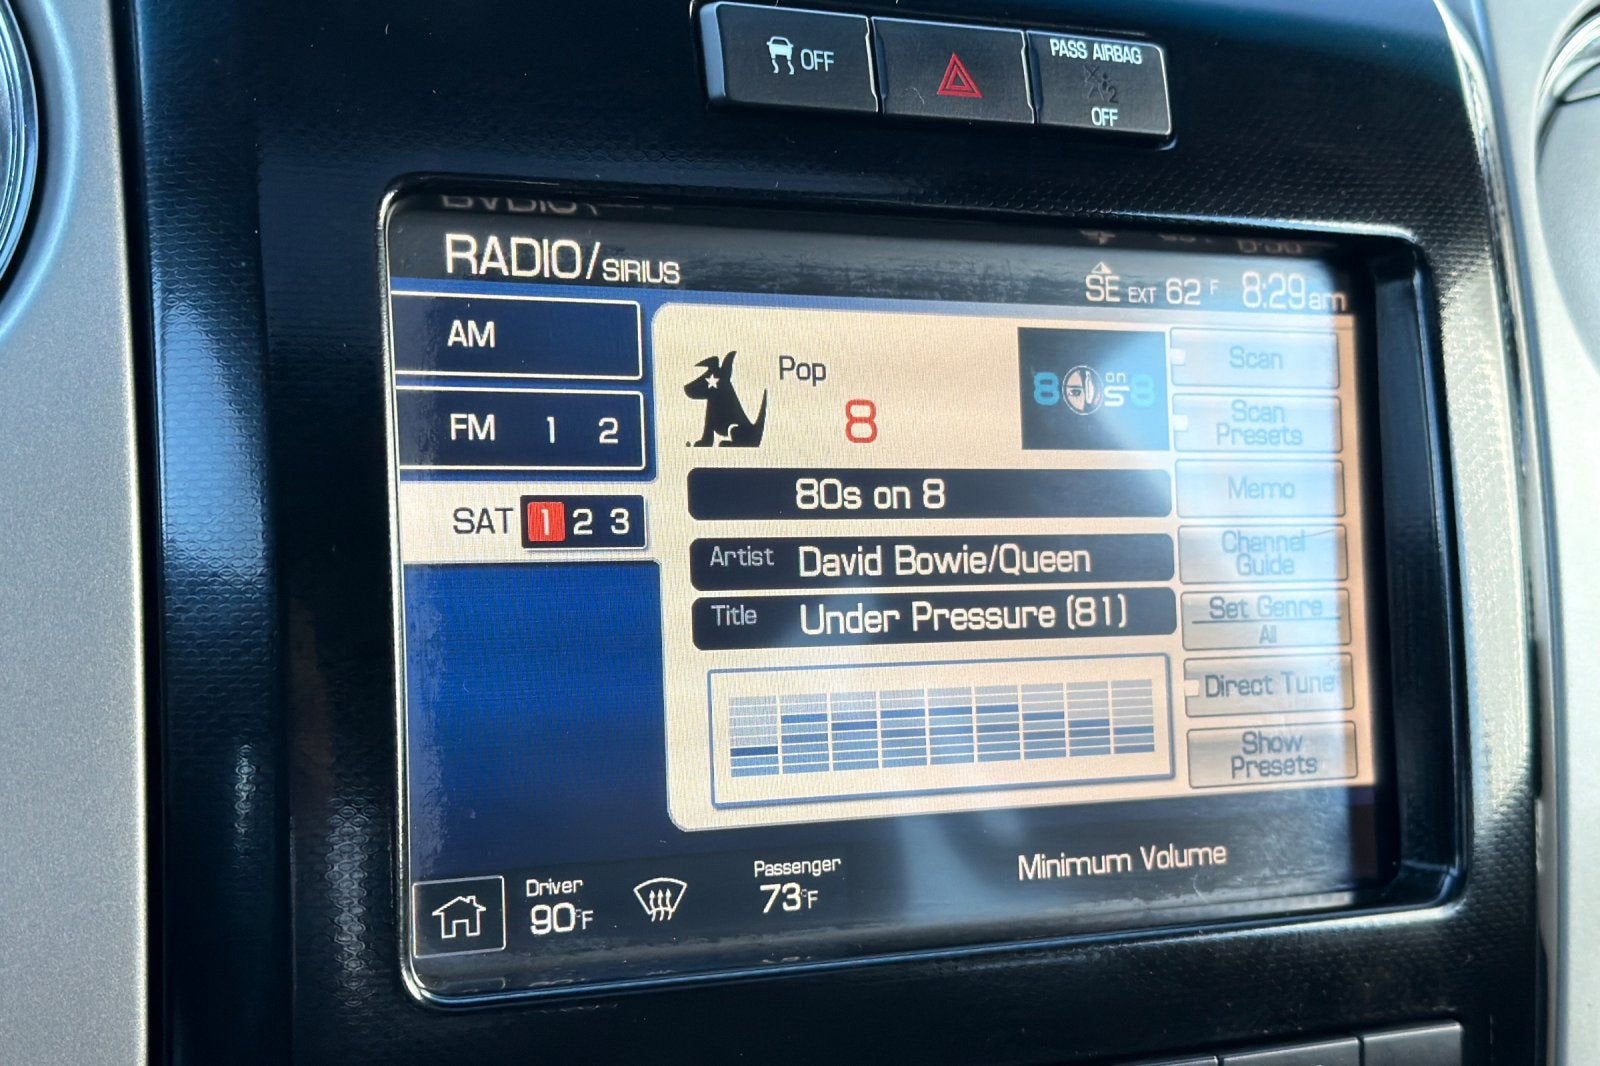 OFF
PASS AIRBAG
2
OFF
RADIO/SIRIUS
SE EXT 62°F 8:29am
AM
FM 1 2
SAT 1 2 3
Pop
8
80s on 8
80s on 8
Artist David Bowie/Queen
Title Under Pressure (81)
Scan
Scan
Presets
Memo
Channel
Guide
Set Genre
All
Direct Tune
Show
Presets
Minimum Volume
Driver
90°F
Passenger
73°F